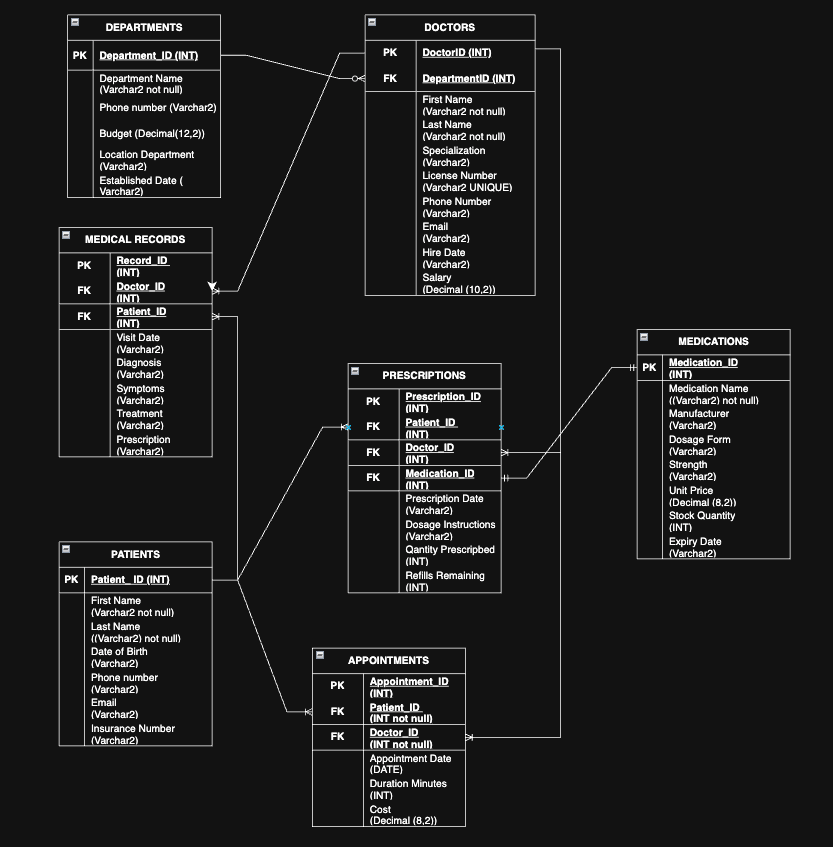 DEPARTMENTS
PK
Department_ID (INT)
Department Name
(Varchar2 not null)
Phone number (Varchar2)
Budget (Decimal(12,2))
Location Department
(Varchar2)
Established Date (
Varchar2)
DOCTORS
PK
DoctorID (INT)
FK
DepartmentID (INT)
First Name
(Varchar2 not null)
Last Name
(Varchar2 not null)
Specialization
(Varchar2)
License Number
(Varchar2 UNIQUE)
Phone Number
(Varchar2)
Email
(Varchar2)
Hire Date
(Varchar2)
Salary
(Decimal (10,2))
MEDICAL RECORDS
PK
Record_ID
(INT)
FK
Doctor_ID
(INT)
FK
Patient_ID
(INT)
Visit Date
(Varchar2)
Diagnosis
(Varchar2)
Symptoms
(Varchar2)
Treatment
(Varchar2)
Prescription
(Varchar2)
MEDICATIONS
PK
Medication_ID
(INT)
Medication Name
((Varchar2) not null)
Manufacturer
(Varchar2)
Dosage Form
(Varchar2)
Strength
(Varchar2)
Unit Price
(Decimal (8,2))
Stock Quantity
(INT)
Expiry Date
(Varchar2)
PRESCRIPTIONS
PK
Prescription_ID
(INT)
FK
Patient_ID
(INT)
FK
Doctor_ID
(INT)
FK
Medication_ID
(INT)
Prescription Date
(Varchar2)
Dosage Instructions
(Varchar2)
Qantity Prescripbed
(INT)
Refills Remaining
(INT)
PATIENTS
PK
Patient_ ID (INT)
First Name
(Varchar2 not null)
Last Name
((Varchar2) not null)
Date of Birth
(Varchar2)
Phone number
(Varchar2)
Email
(Varchar2)
Insurance Number
(Varchar2)
APPOINTMENTS
PK
Appointment_ID
(INT)
FK
Patient_ID
(INT not null)
FK
Doctor_ID
(INT not null)
Appointment Date
(DATE)
Duration Minutes
(INT)
Cost
(Decimal (8,2))